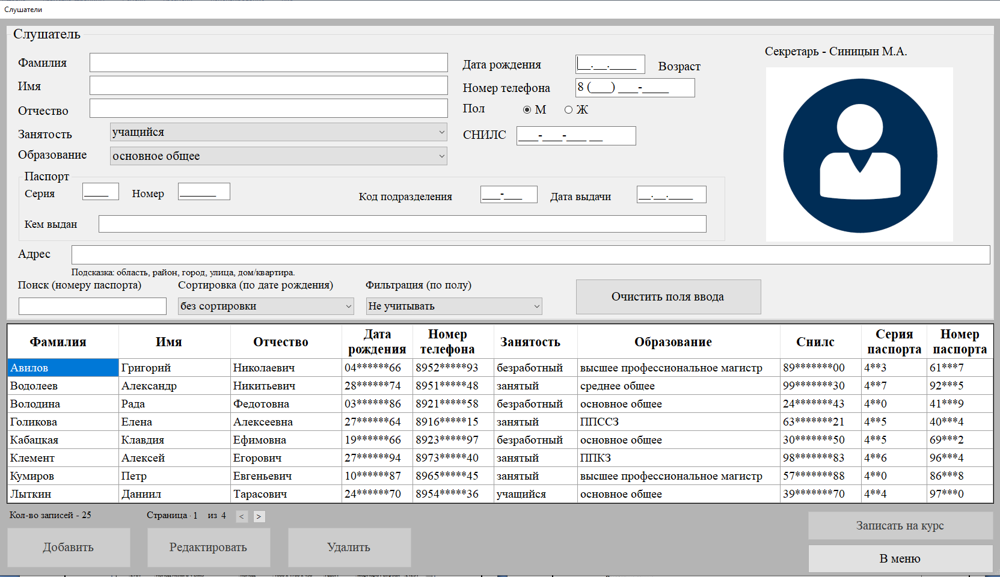 Слушатели
Слушатель
Секретарь - Синицын М.А.
Фамилия
Дата рождения __.__.____ Возраст
Имя
Номер телефона 8 (___) ___-____
Отчество
Пол М Ж
Занятость учащийся
СНИЛС ___-___-___ __
Образование основное общее
Паспорт
Серия ____ Номер ______ Код подразделения ___-___ Дата выдачи __.__.____
Кем выдан
Адрес
Подсказка: область, район, город, улица, дом/квартира.
Поиск (номеру паспорта) Сортировка (по дате рождения) Фильтрация (по полу)
без сортировки Не учитывать Очистить поля ввода
Фамилия Имя Отчество Дата рождения Номер телефона Занятость Образование Снилс Серия паспорта Номер паспорта
Авилов Григорий Николаевич 04******66 8952*****93 безработный высшее профессиональное магистр 89*******00 4**3 61***7
Водолеев Александр Никитьевич 28******74 8951*****48 занятый среднее общее 99*******30 4**7 92***5
Володина Рада Федотовна 03******86 8921*****58 безработный основное общее 24*******43 4**0 41***9
Голикова Елена Алексеевна 27******64 8916*****15 занятый ППССЗ 63*******21 4**5 40***4
Кабацкая Клавдия Ефимовна 19******66 8923*****97 безработный основное общее 30*******50 4**5 69***2
Клемент Алексей Егорович 27******94 8973*****40 занятый ППКЗ 98*******83 4**6 96***4
Кумиров Петр Евгеньевич 10******87 8965*****45 занятый высшее профессиональное магистр 57*******88 4**0 86***8
Лыткин Даниил Тарасович 24******70 8954*****36 учащийся основное общее 39*******70 4**4 97***0
Кол-во записей - 25 Страница - 1 из 4 < >
Записать на курс
Добавить Редактировать Удалить
В меню